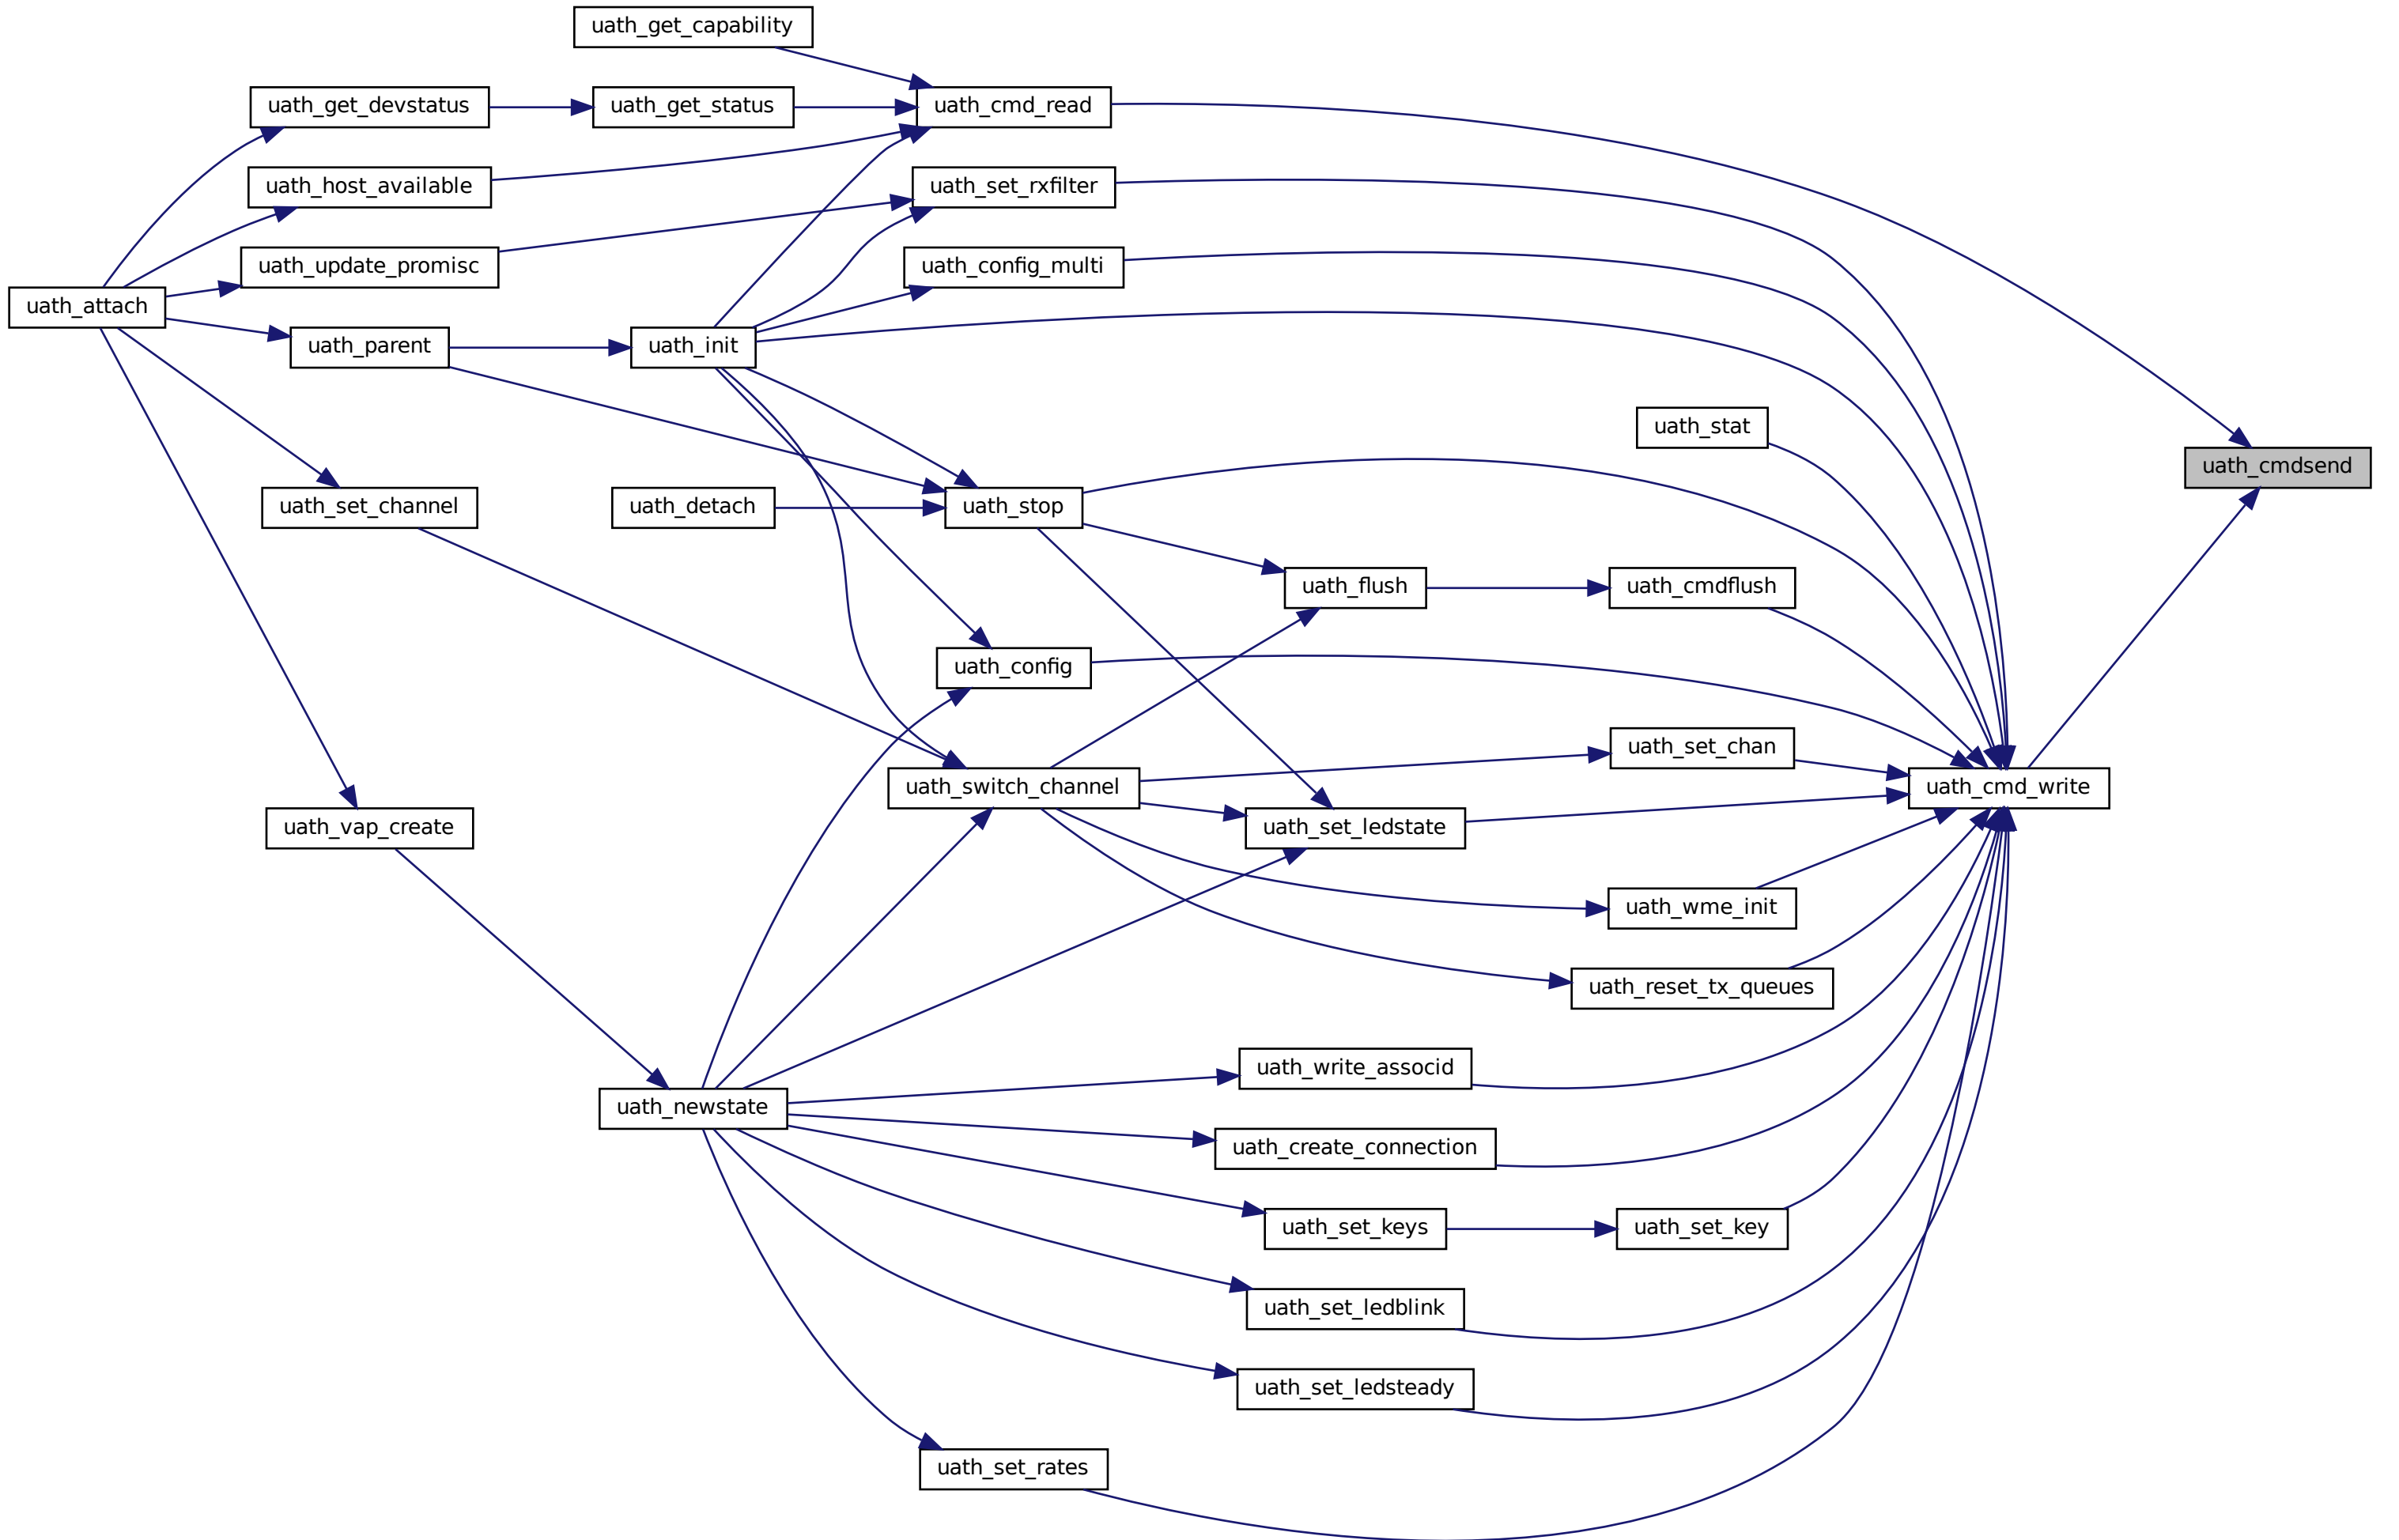 uath_get_capability
uath_get_devstatus
uath_get_status
uath_cmd_read
uath_host_available
uath_set_rxfilter
uath_update_promisc
uath_config_multi
uath_attach
uath_parent
uath_init
uath_stat
uath_cmdsend
uath_set_channel
uath_detach
uath_stop
uath_flush
uath_cmdflush
uath_config
uath_set_chan
uath_switch_channel
uath_cmd_write
uath_vap_create
uath_set_ledstate
uath_wme_init
uath_reset_tx_queues
uath_write_associd
uath_newstate
uath_create_connection
uath_set_keys
uath_set_key
uath_set_ledblink
uath_set_ledsteady
uath_set_rates